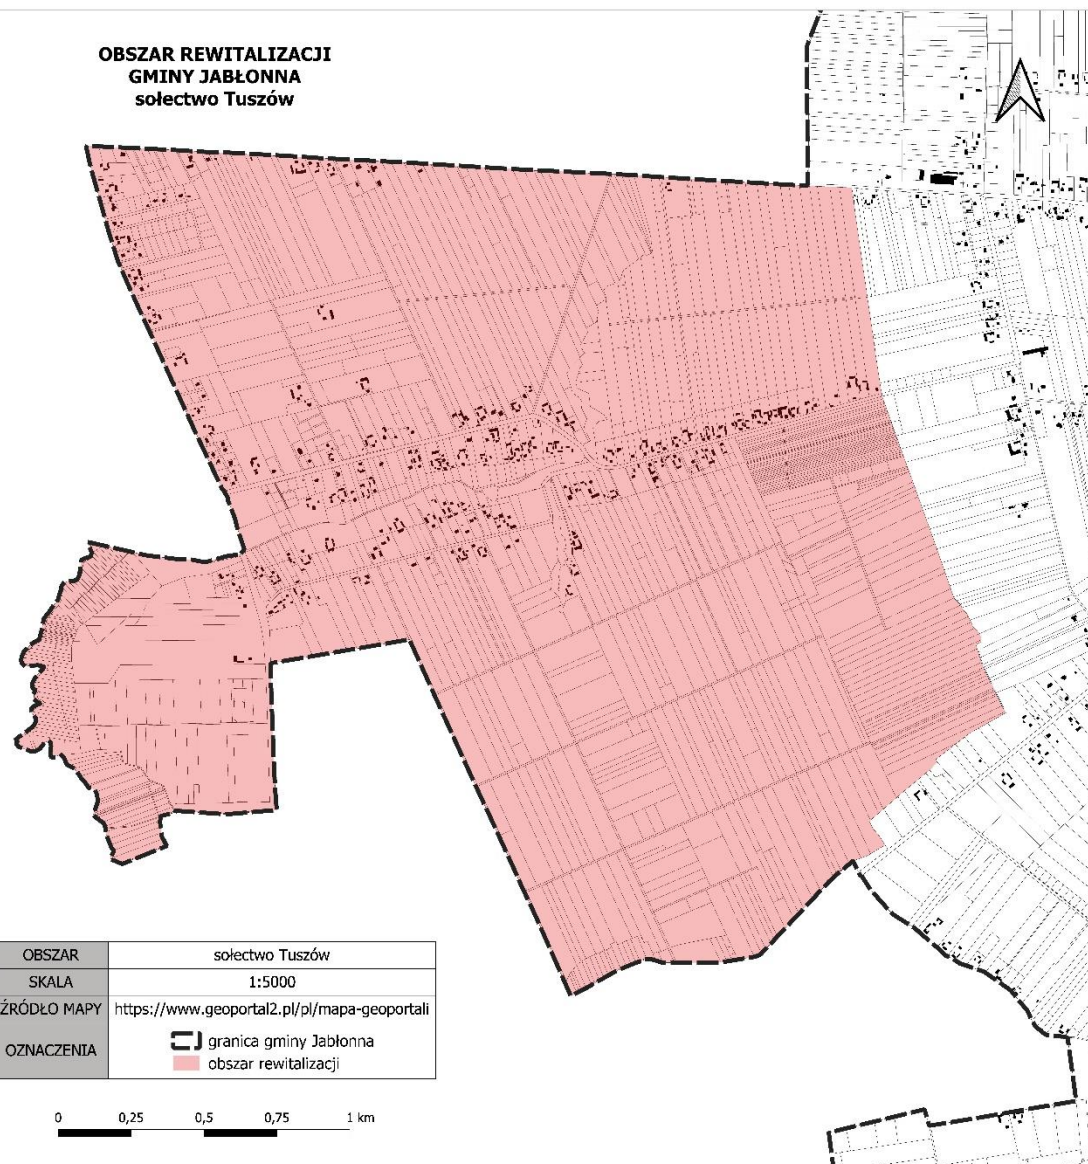 OBSZAR REWITALIZACJI
GMINY JABŁONNA
sołectwo Tuszów
OBSZAR sołectwo Tuszów
SKALA 1:5000
ŹRÓDŁO MAPY https://www.geoportal2.pl/pl/mapa-geoportali
OZNACZENIA
granica gminy Jabłonna
obszar rewitalizacji
0 0,25 0,5 0,75 1 km